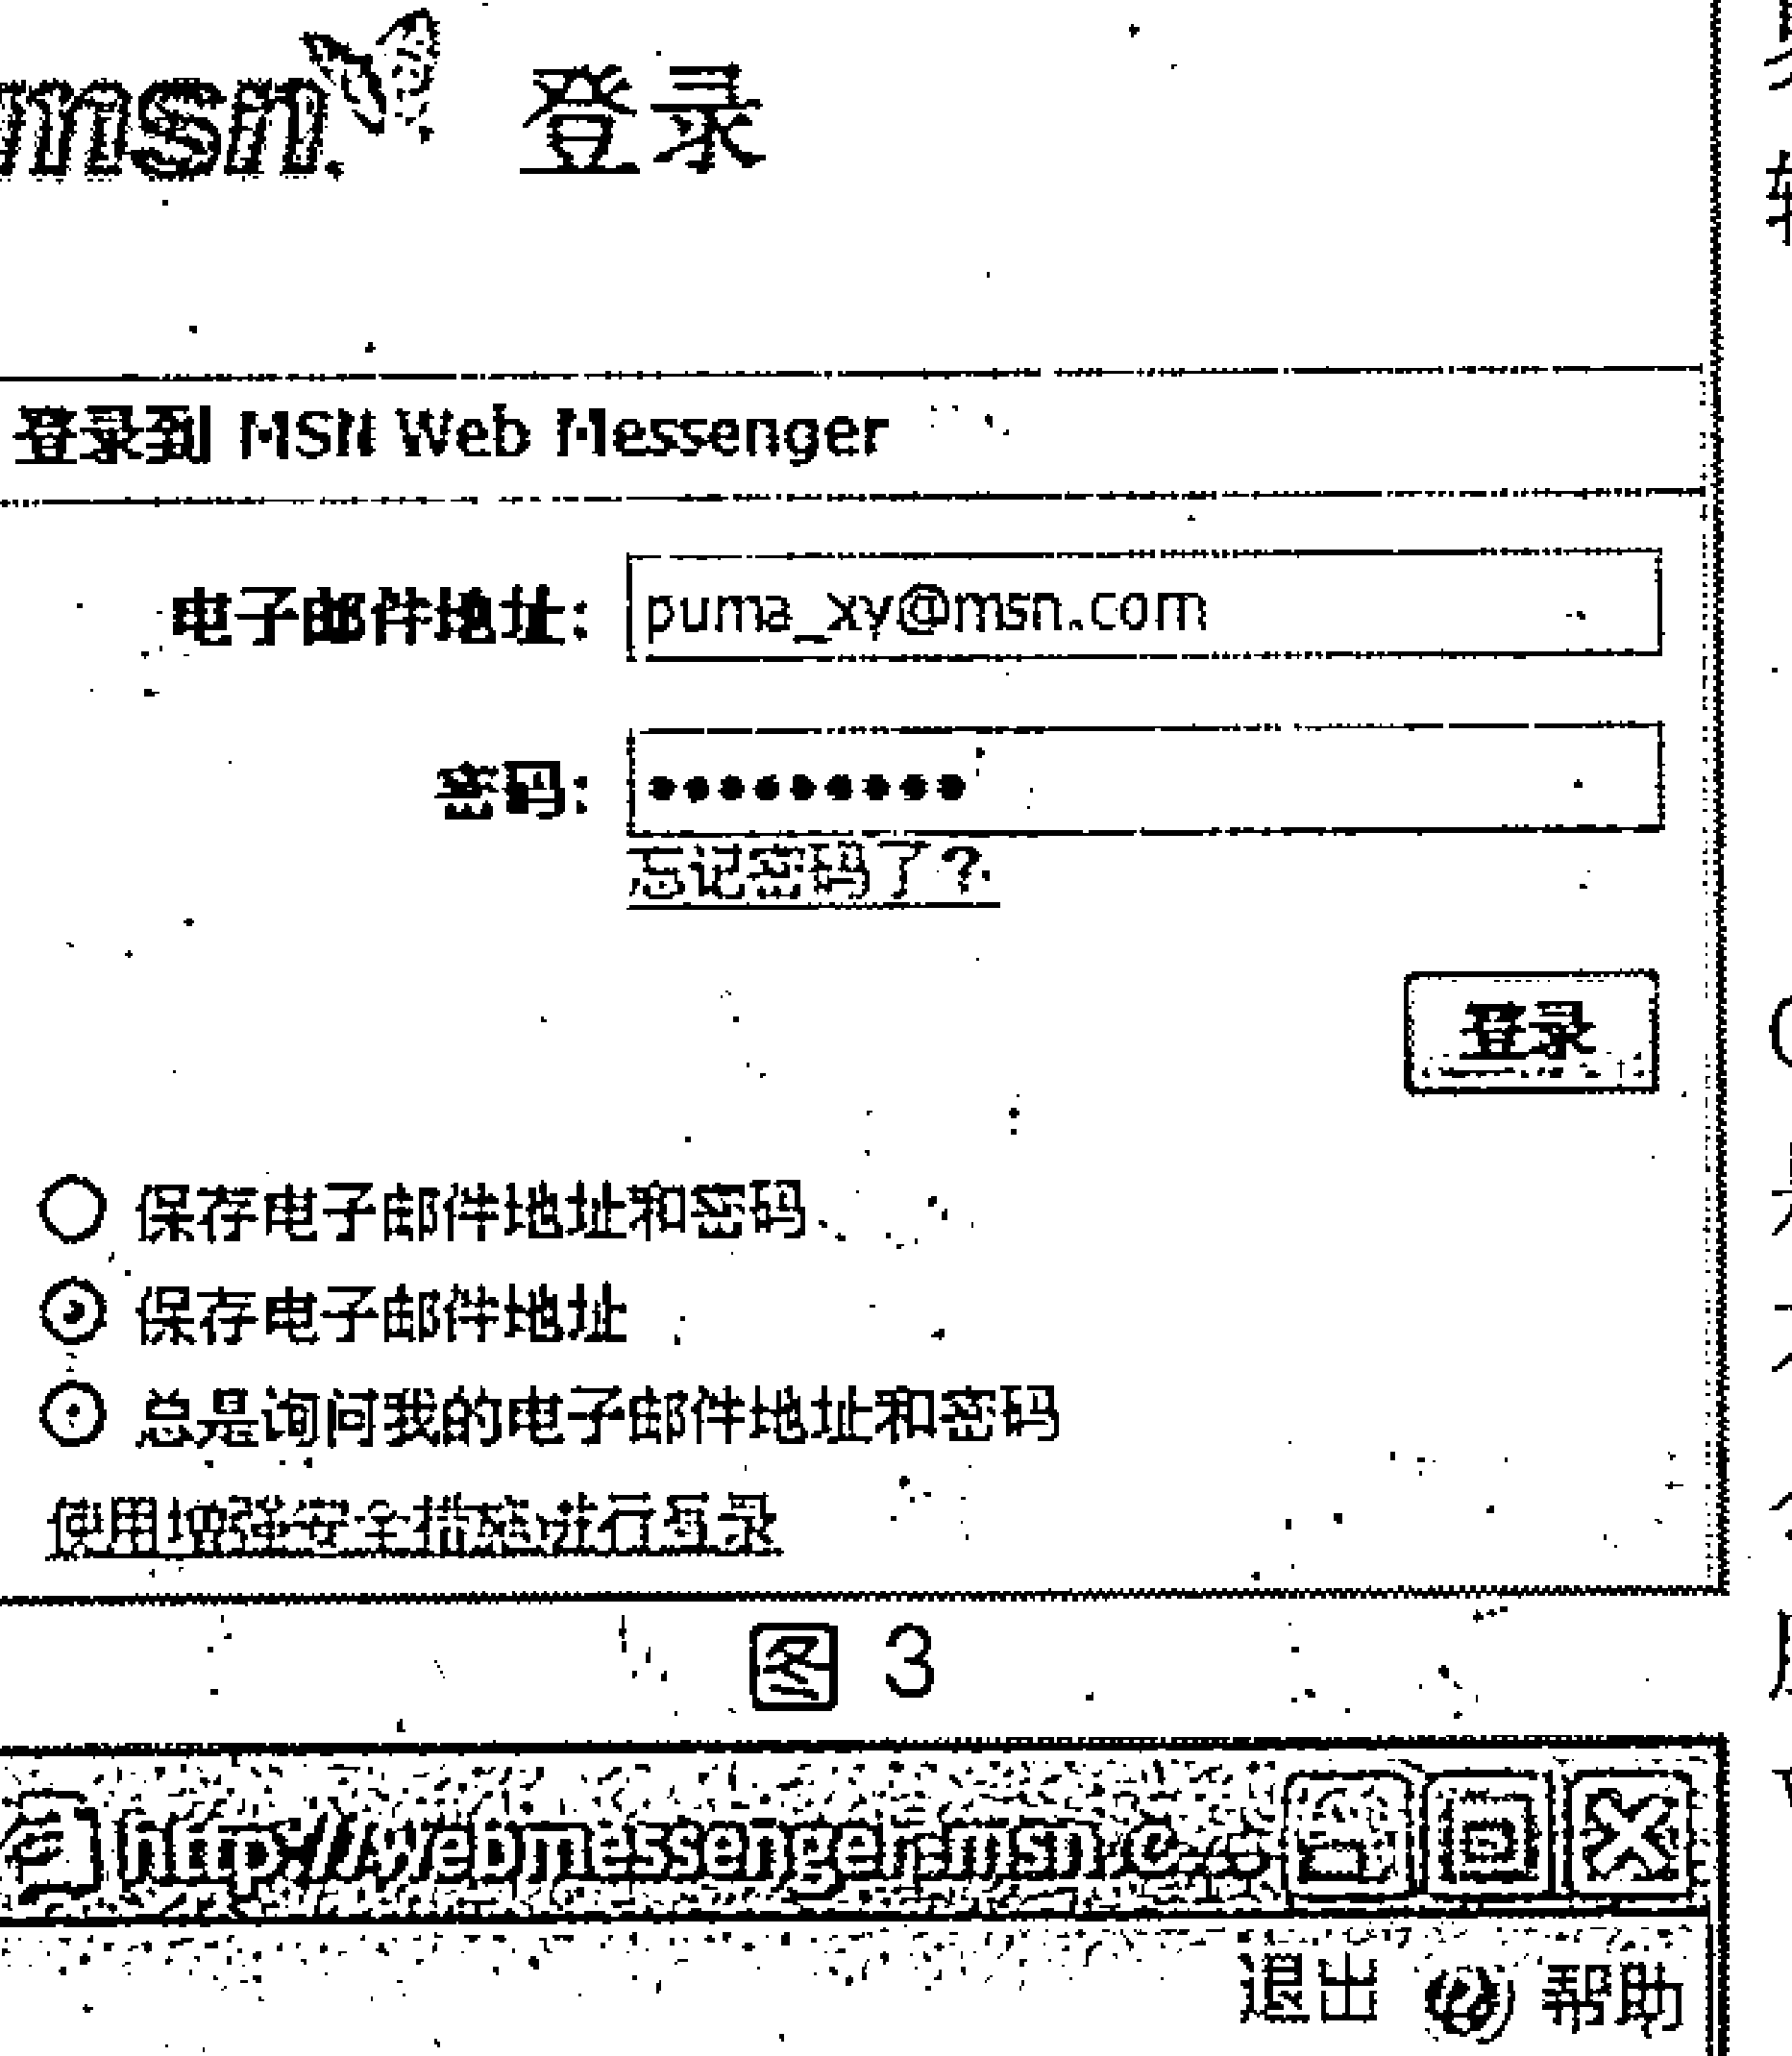 msn 登录
登录到 MSN Web Messenger
电子邮件地址: puma_xy@msn.com
密码: •••••••••
忘记密码了?
登录
保存电子邮件地址和密码
保存电子邮件地址
总是询问我的电子邮件地址和密码
使用增强安全措施进行登录
图 3
http://webmessenger.msn.c...
退出 帮助